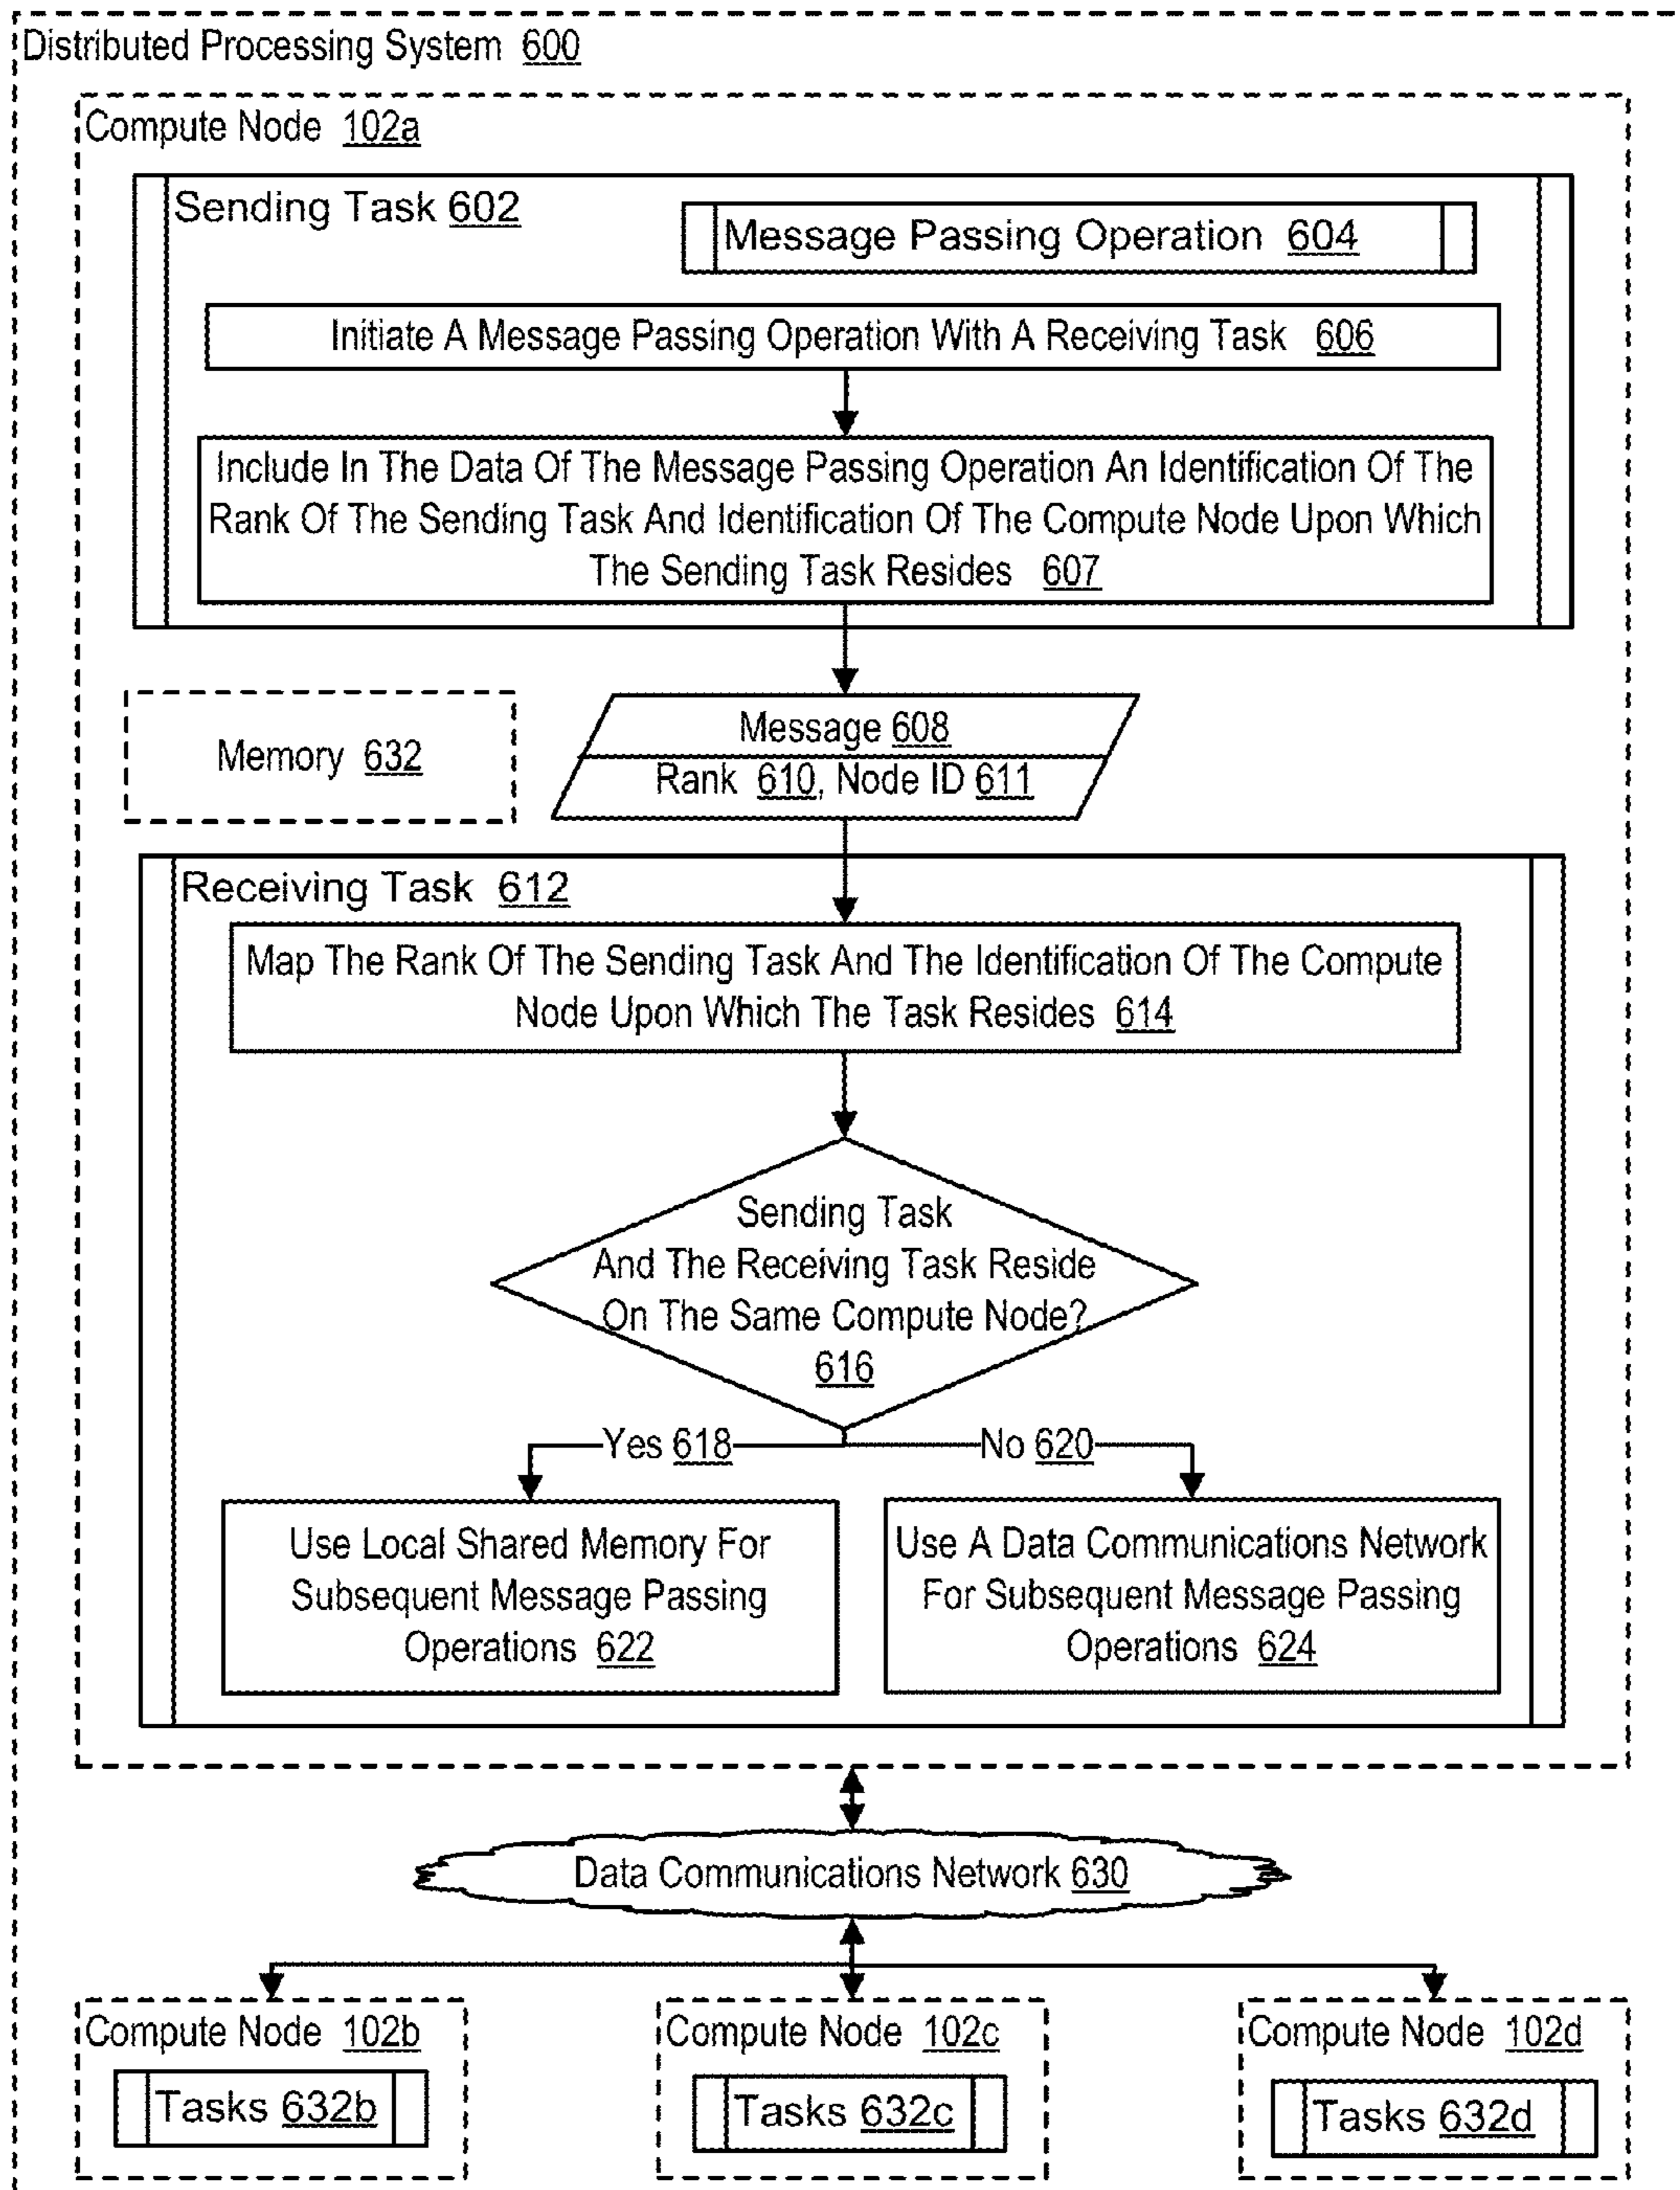 Distributed Processing System 600
Compute Node 102a
Sending Task 602
Message Passing Operation 604
Initiate A Message Passing Operation With A Receiving Task 606
Include In The Data Of The Message Passing Operation An Identification Of The
Rank Of The Sending Task And Identification Of The Compute Node Upon Which
The Sending Task Resides 607
Memory 632
Message 608
Rank 610, Node ID 611
Receiving Task 612
Map The Rank Of The Sending Task And The Identification Of The Compute
Node Upon Which The Task Resides 614
Sending Task
And The Receiving Task Reside
On The Same Compute Node?
616
Yes 618
No 620
Use Local Shared Memory For
Subsequent Message Passing
Operations 622
Use A Data Communications Network
For Subsequent Message Passing
Operations 624
Data Communications Network 630
Compute Node 102b
Tasks 632b
Compute Node 102c
Tasks 632c
Compute Node 102d
Tasks 632d